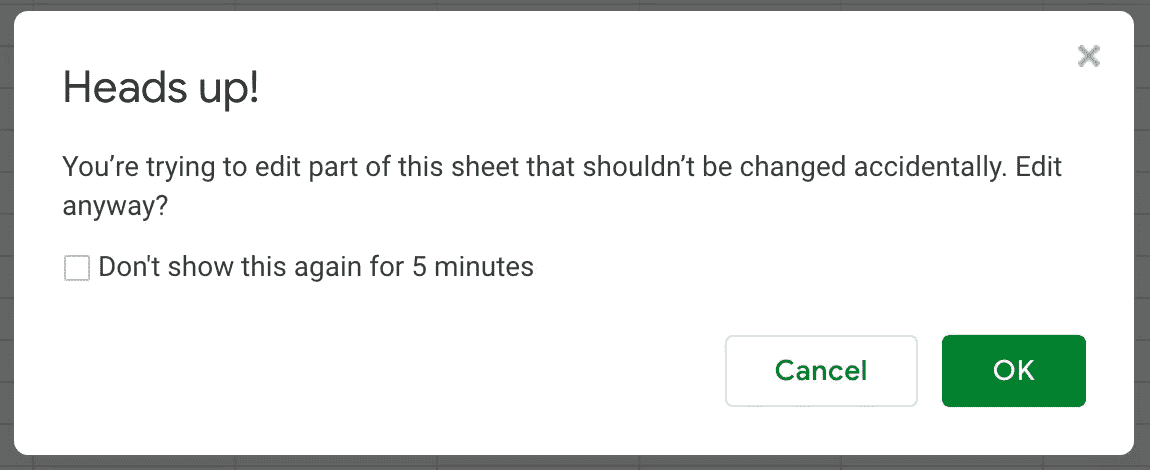 Heads up!
You’re trying to edit part of this sheet that shouldn’t be changed accidentally. Edit
anyway?
Don't show this again for 5 minutes
Cancel
OK